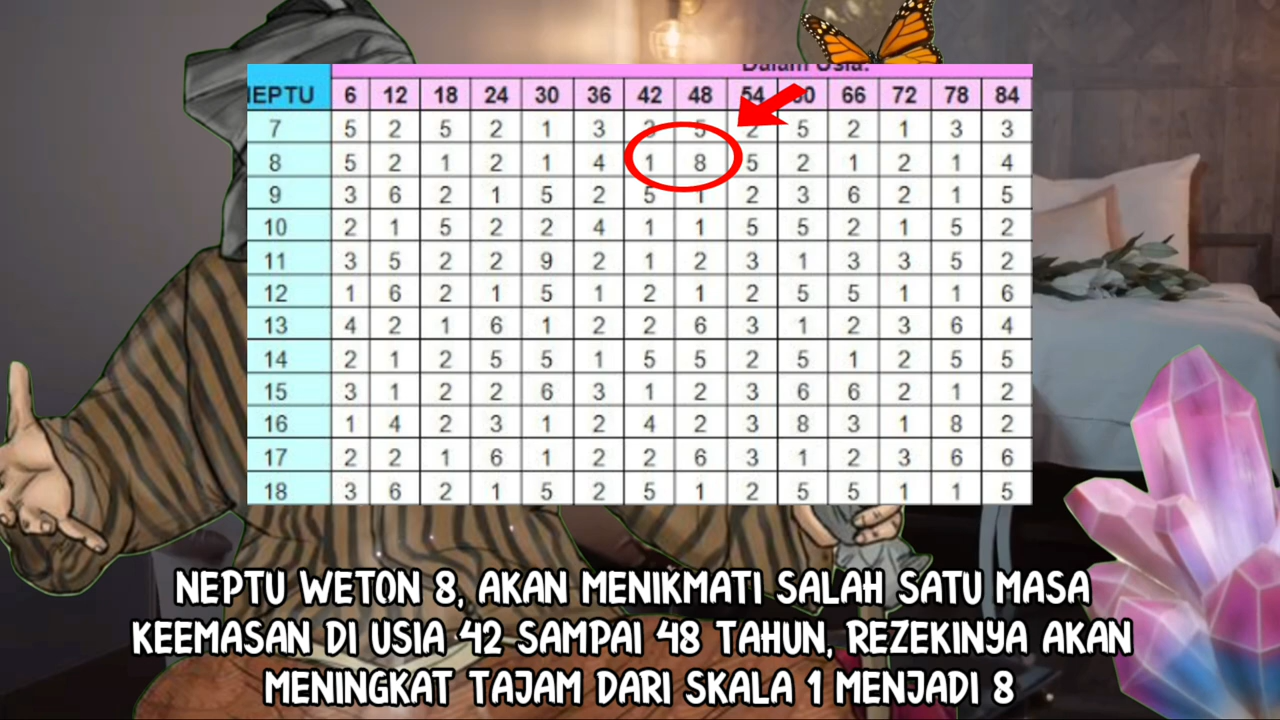 Dalam Usia:
NEPTU 6 12 18 24 30 36 42 48 54 60 66 72 78 84
7 5 2 5 2 1 3 3 5 2 5 2 1 3 3
8 5 2 1 2 1 4 1 8 5 2 1 2 1 4
9 3 6 2 1 5 2 5 1 2 3 6 2 1 5
10 2 1 5 2 2 4 1 1 5 5 2 1 5 2
11 3 5 2 2 9 2 1 2 3 1 3 3 5 2
12 1 6 2 1 5 1 2 1 2 5 5 1 1 6
13 4 2 1 6 1 2 2 6 3 1 2 3 6 4
14 2 1 2 5 5 1 5 5 2 5 1 2 5 5
15 3 1 2 2 6 3 1 2 3 6 6 2 1 2
16 1 4 2 3 1 2 4 2 3 8 3 1 8 2
17 2 2 1 6 1 2 2 6 3 1 2 3 6 6
18 3 6 2 1 5 2 5 1 2 5 5 1 1 5
NEPTU WETON 8, AKAN MENIKMATI SALAH SATU MASA
KEEMASAN DI USIA 42 SAMPAI 48 TAHUN, REZEKINYA AKAN
MENINGKAT TAJAM DARI SKALA 1 MENJADI 8